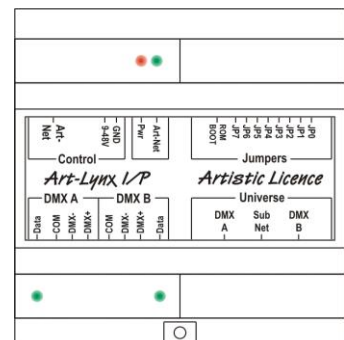 Art-Net
9-48V
GND
Pwr
Art-Net
BOOT
ROM
JP7
JP6
JP5
JP4
JP3
JP2
JP1
JP0
Control
Jumpers
Art-Lynx I/P
Artistic Licence
DMX A
DMX B
Universe
Data
COM
DMX-
DMX+
COM
DMX-
DMX+
Data
DMX A
Sub Net
DMX B